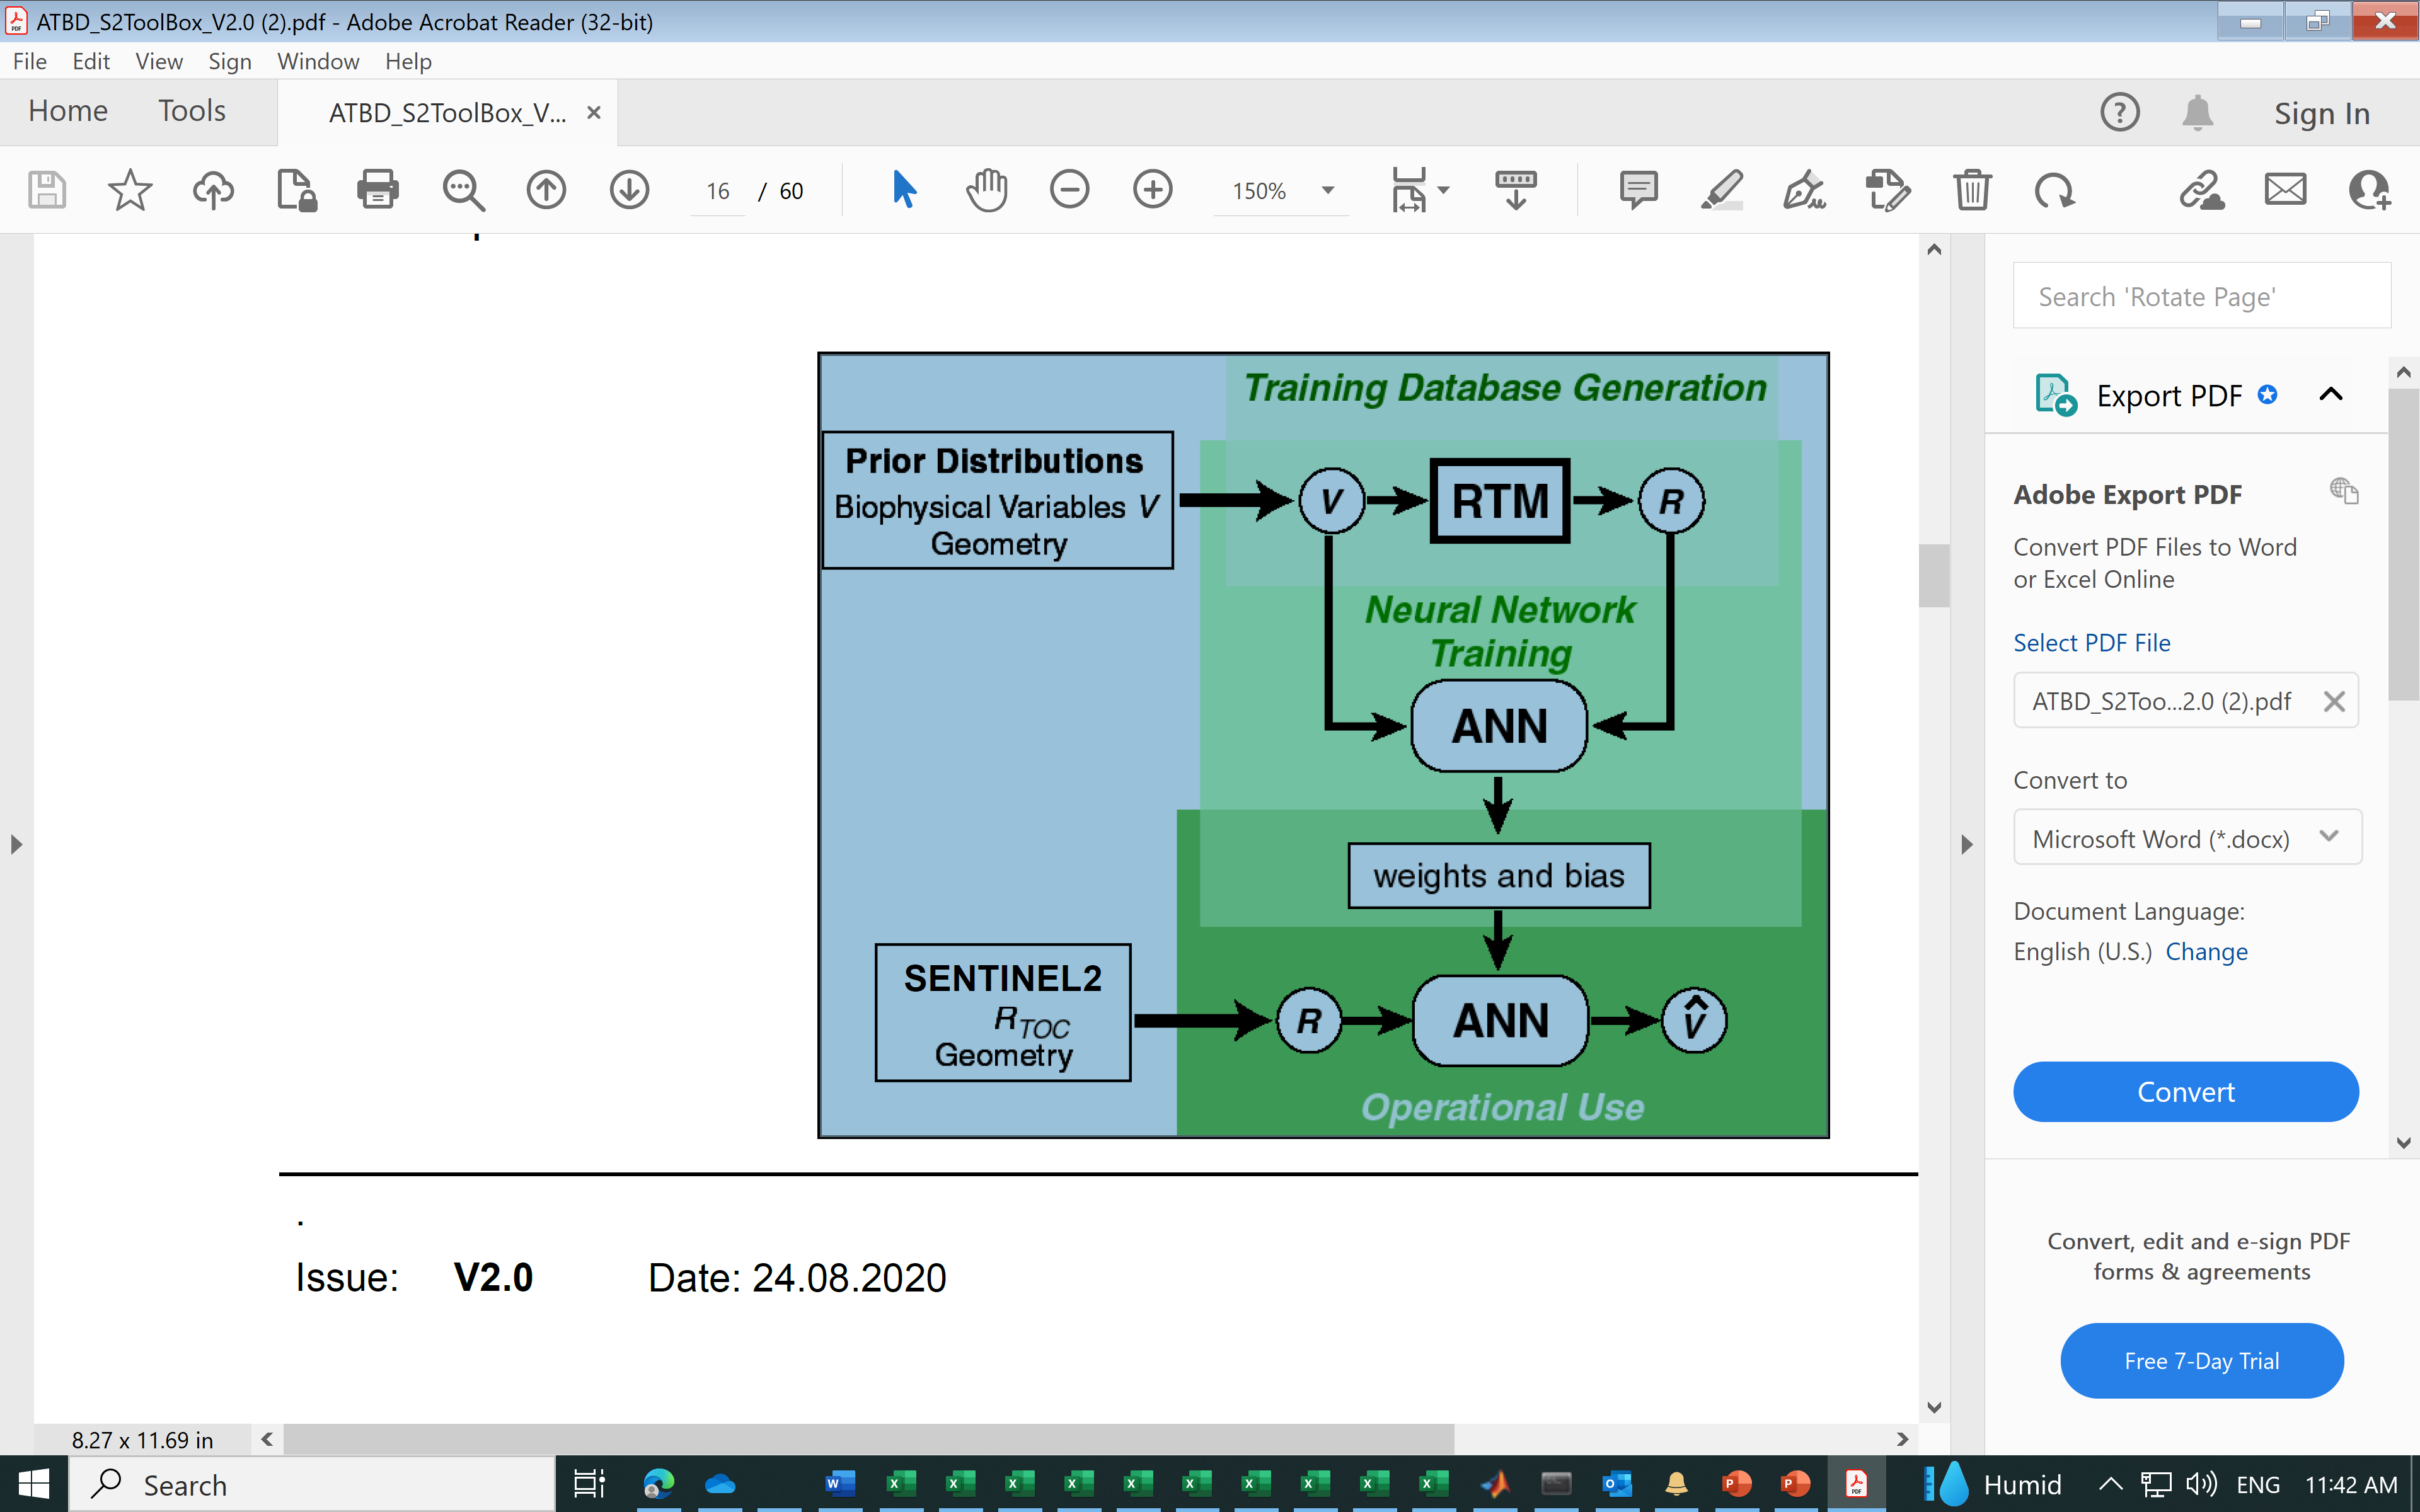 ATBD_S2ToolBox_V2.0 (2).pdf - Adobe Acrobat Reader (32-bit)
File Edit View Sign Window Help
Home Tools ATBD_S2ToolBox_V... × ? Sign In
16 / 60 150%
Training Database Generation
Prior Distributions
Biophysical Variables V
Geometry
V RTM R
Neural Network
Training
ANN
weights and bias
SENTINEL2
R TOC
Geometry
R ANN V̂
Operational Use
.
Issue: V2.0 Date: 24.08.2020
8.27 x 11.69 in
Search 'Rotate Page'
Export PDF
Adobe Export PDF
Convert PDF Files to Word
or Excel Online
Select PDF File
ATBD_S2Too...2.0 (2).pdf
Convert to
Microsoft Word (*.docx)
Document Language:
English (U.S.) Change
Convert
Convert, edit and e-sign PDF
forms & agreements
Free 7-Day Trial
Search Humid ENG 11:42 AM